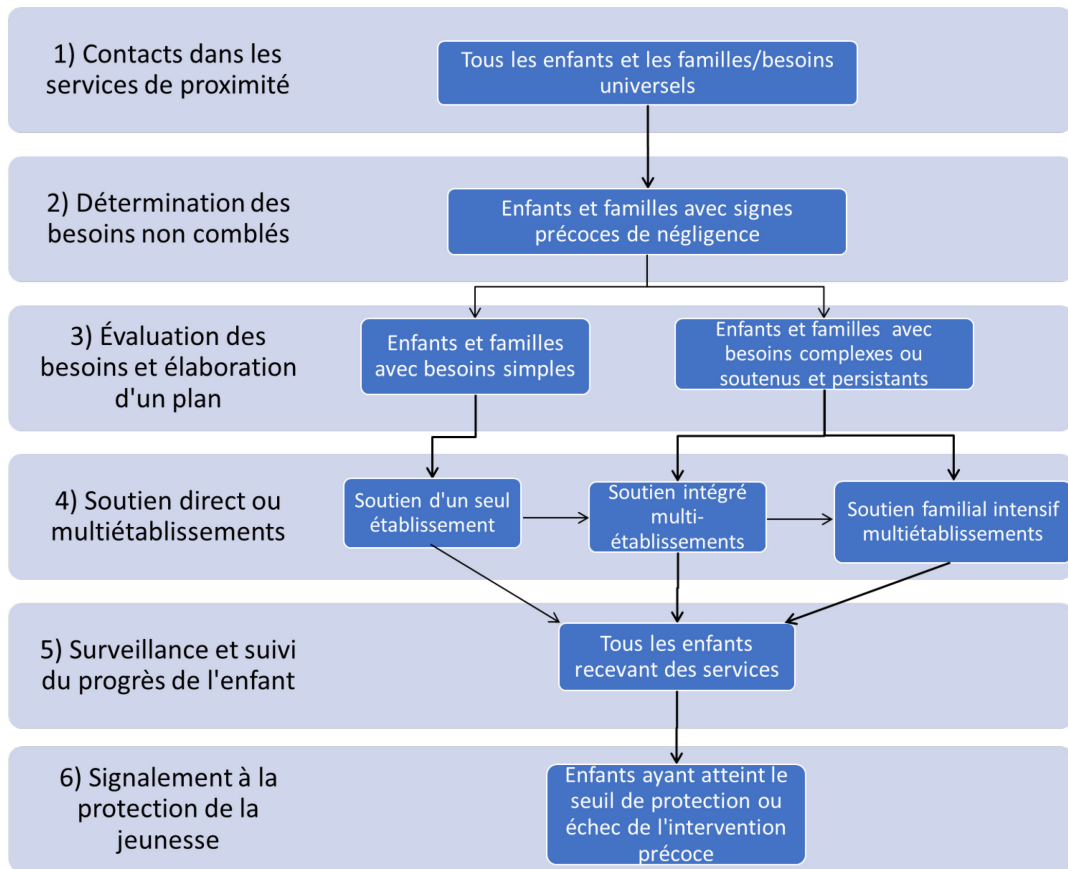 1) Contacts dans les
services de proximité
Tous les enfants et les familles/besoins
universels
2) Détermination des
besoins non comblés
Enfants et familles avec signes
précoces de négligence
3) Évaluation des
besoins et élaboration
d'un plan
Enfants et familles
avec besoins simples
Enfants et familles avec
besoins complexes ou
soutenus et persistants
4) Soutien direct ou
multiétablissements
Soutien d'un seul
établissement
Soutien intégré
multi-
établissements
Soutien familial intensif
multiétablissements
5) Surveillance et suivi
du progrès de l'enfant
Tous les enfants
recevant des services
6) Signalement à la
protection de la
jeunesse
Enfants ayant atteint le
seuil de protection ou
échec de l'intervention
précoce